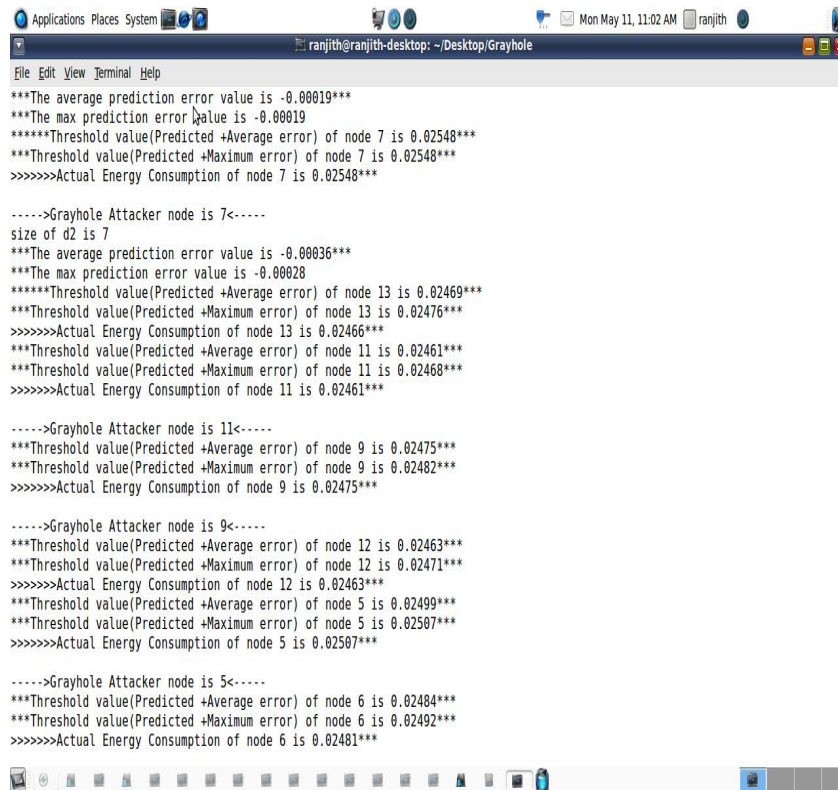 Applications Places System Mon May 11, 11:02 AM ranjith
ranjith@ranjith-desktop: ~/Desktop/Grayhole
File Edit View Terminal Help
***The average prediction error value is -0.00019***
***The max prediction error value is -0.00019
******Threshold value(Predicted +Average error) of node 7 is 0.02548***
***Threshold value(Predicted +Maximum error) of node 7 is 0.02548***
>>>>>>>Actual Energy Consumption of node 7 is 0.02548***
----->Grayhole Attacker node is 7<-----
size of d2 is 7
***The average prediction error value is -0.00036***
***The max prediction error value is -0.00028
******Threshold value(Predicted +Average error) of node 13 is 0.02469***
***Threshold value(Predicted +Maximum error) of node 13 is 0.02476***
>>>>>>>Actual Energy Consumption of node 13 is 0.02466***
***Threshold value(Predicted +Average error) of node 11 is 0.02461***
***Threshold value(Predicted +Maximum error) of node 11 is 0.02468***
>>>>>>>Actual Energy Consumption of node 11 is 0.02461***
----->Grayhole Attacker node is 11<-----
***Threshold value(Predicted +Average error) of node 9 is 0.02475***
***Threshold value(Predicted +Maximum error) of node 9 is 0.02482***
>>>>>>>Actual Energy Consumption of node 9 is 0.02475***
----->Grayhole Attacker node is 9<-----
***Threshold value(Predicted +Average error) of node 12 is 0.02463***
***Threshold value(Predicted +Maximum error) of node 12 is 0.02471***
>>>>>>>Actual Energy Consumption of node 12 is 0.02463***
***Threshold value(Predicted +Average error) of node 5 is 0.02499***
***Threshold value(Predicted +Maximum error) of node 5 is 0.02507***
>>>>>>>Actual Energy Consumption of node 5 is 0.02507***
----->Grayhole Attacker node is 5<-----
***Threshold value(Predicted +Average error) of node 6 is 0.02484***
***Threshold value(Predicted +Maximum error) of node 6 is 0.02492***
>>>>>>>Actual Energy Consumption of node 6 is 0.02481***